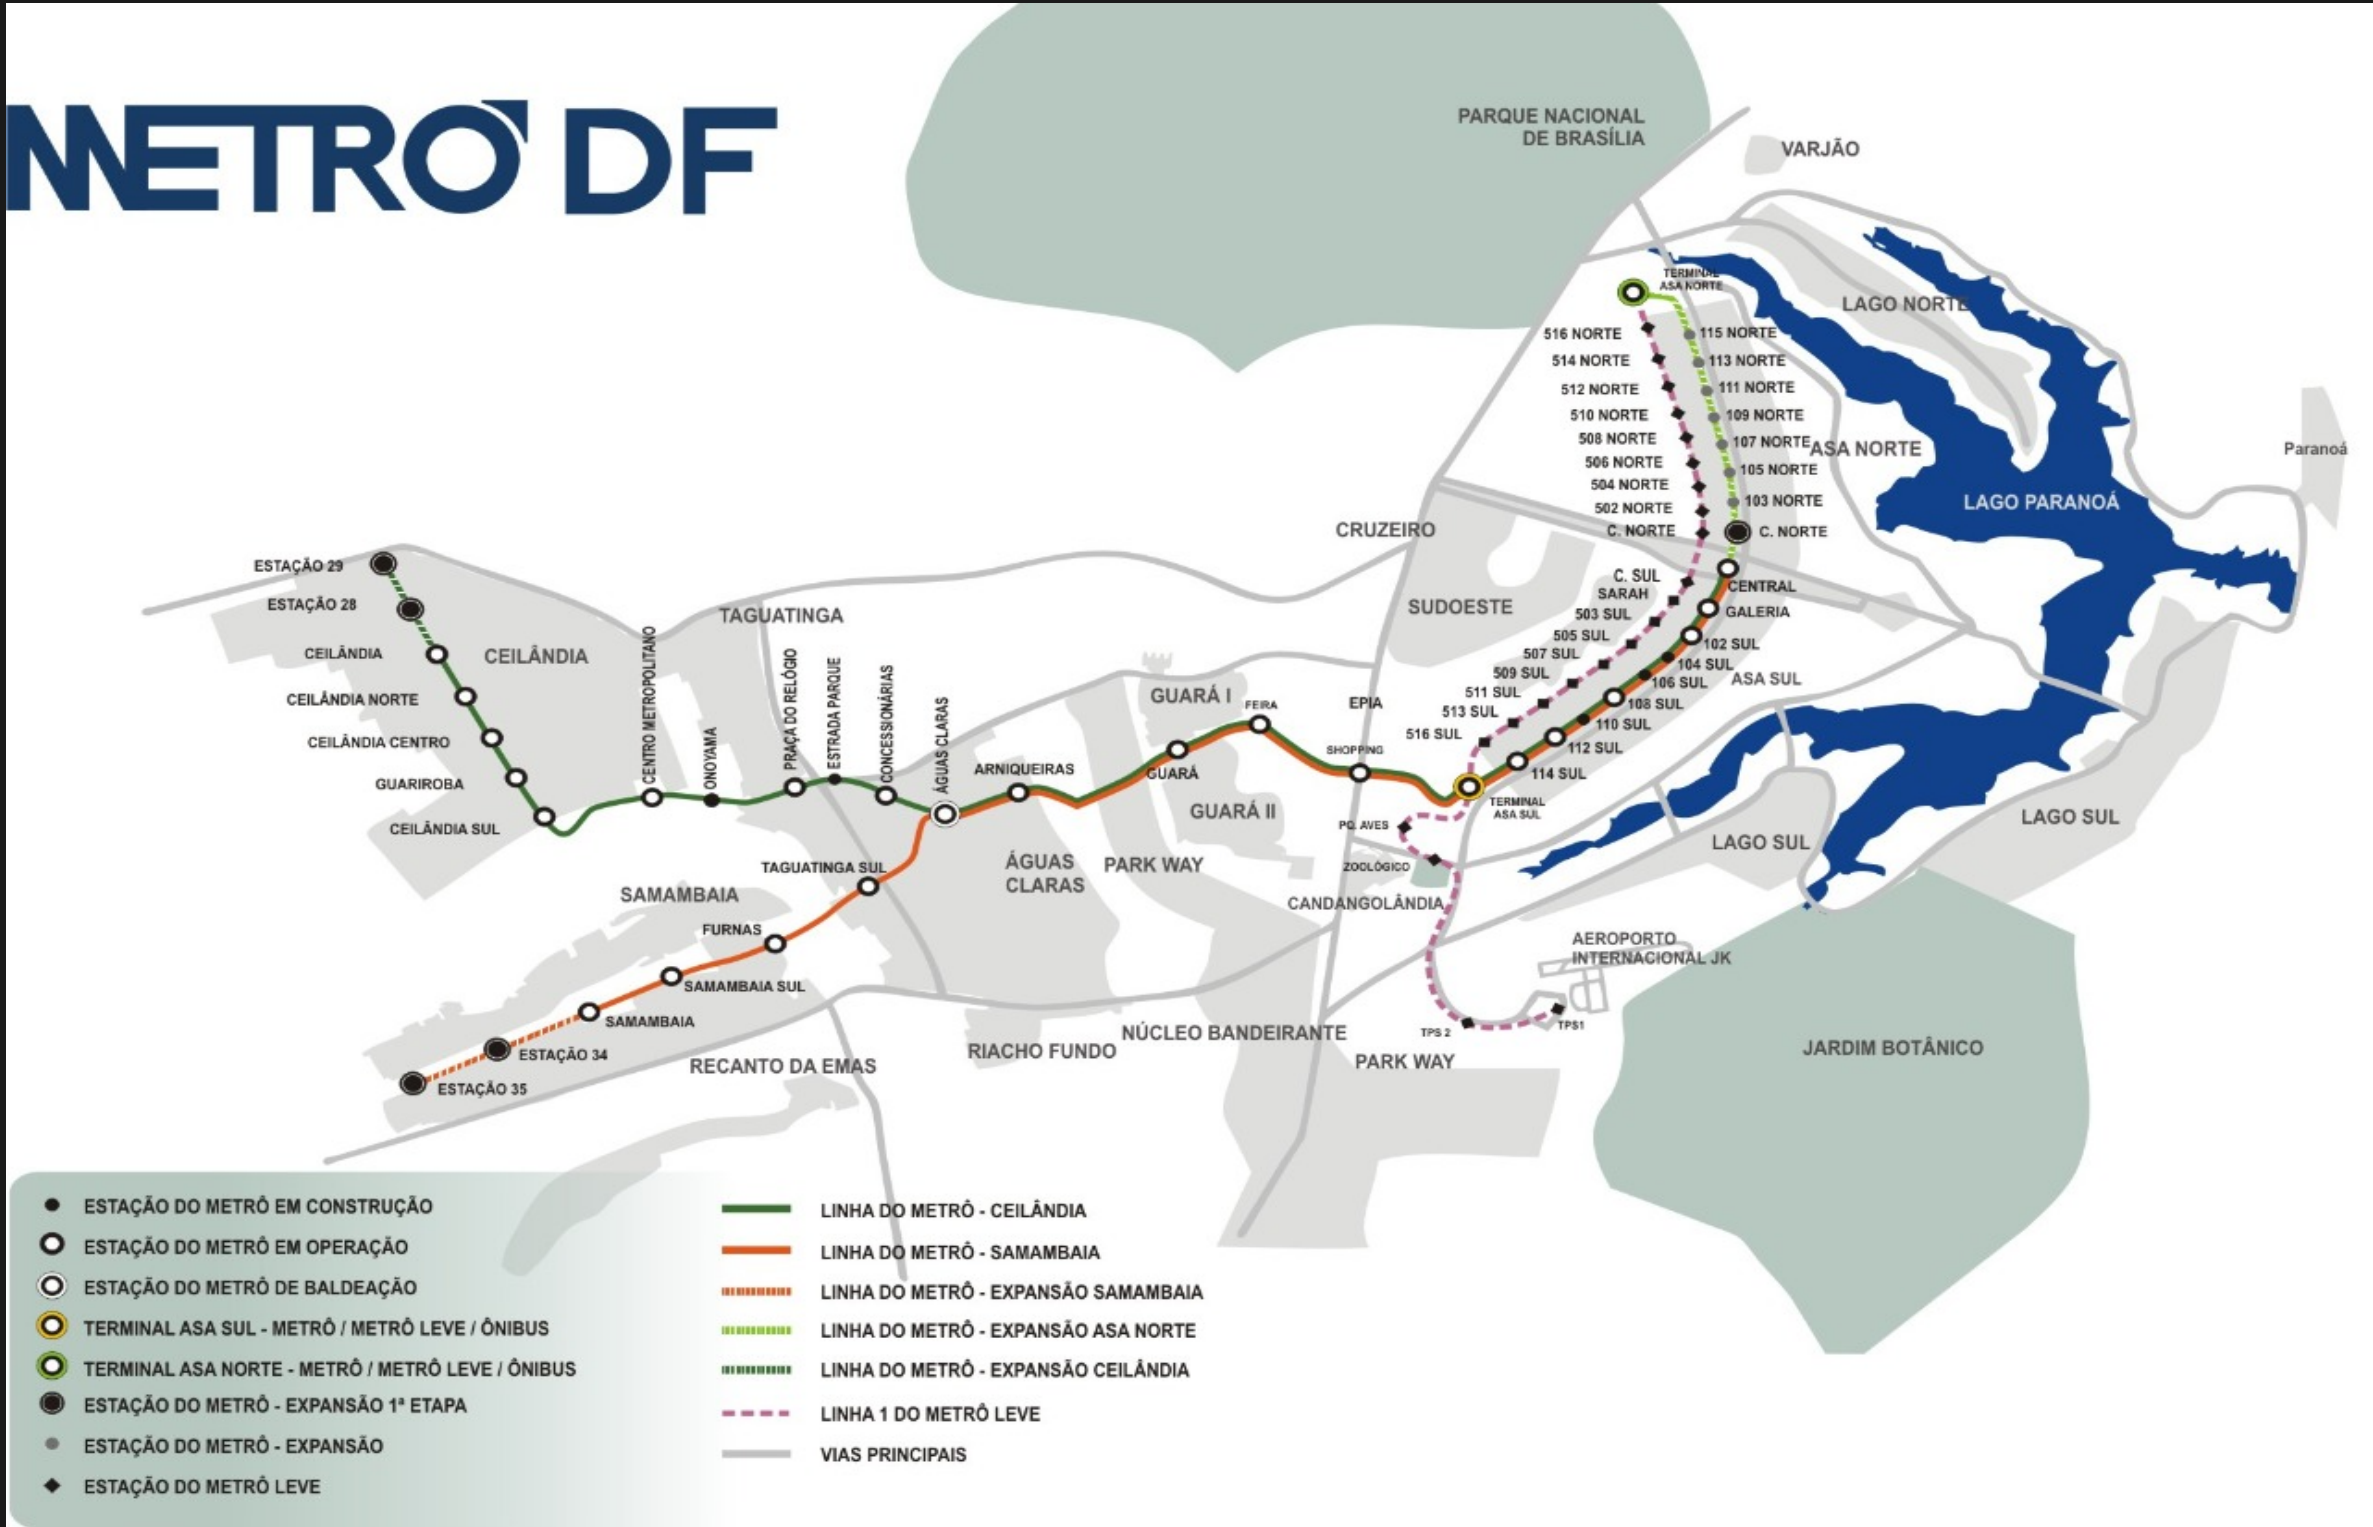 METRÔ DF
PARQUE NACIONAL
DE BRASÍLIA
VARJÃO
TERMINAL
ASA NORTE
LAGO NORTE
516 NORTE
115 NORTE
514 NORTE
113 NORTE
512 NORTE
111 NORTE
510 NORTE
109 NORTE
508 NORTE
107 NORTE
ASA NORTE
Paranoá
506 NORTE
105 NORTE
504 NORTE
103 NORTE
LAGO PARANOÁ
502 NORTE
C. NORTE
C. NORTE
CRUZEIRO
ESTAÇÃO 29
ESTAÇÃO 28
CEILÂNDIA
CEILÂNDIA
CEILÂNDIA NORTE
CEILÂNDIA CENTRO
GUARIROBA
CEILÂNDIA SUL
TAGUATINGA
CENTRO METROPOLITANO
ONOYAMA
PRAÇA DO RELÓGIO
ESTRADA PARQUE
CONCESSIONÁRIAS
ÁGUAS CLARAS
ARNIQUEIRAS
GUARÁ I
FEIRA
GUARÁ
GUARÁ II
EPIA
SHOPPING
SUDOESTE
C. SUL
SARAH
503 SUL
505 SUL
507 SUL
509 SUL
511 SUL
513 SUL
516 SUL
CENTRAL
GALERIA
102 SUL
104 SUL
106 SUL
ASA SUL
108 SUL
110 SUL
112 SUL
114 SUL
TERMINAL
ASA SUL
PQ. AVES
ZOOLÓGICO
LAGO SUL
LAGO SUL
ÁGUAS
CLARAS
PARK WAY
CANDANGOLÂNDIA
TAGUATINGA SUL
SAMAMBAIA
FURNAS
SAMAMBAIA SUL
SAMAMBAIA
ESTAÇÃO 34
ESTAÇÃO 35
AEROPORTO
INTERNACIONAL JK
TPS 2
TPS1
NÚCLEO BANDEIRANTE
RIACHO FUNDO
RECANTO DA EMAS
PARK WAY
JARDIM BOTÂNICO
ESTAÇÃO DO METRÔ EM CONSTRUÇÃO
ESTAÇÃO DO METRÔ EM OPERAÇÃO
ESTAÇÃO DO METRÔ DE BALDEAÇÃO
TERMINAL ASA SUL - METRÔ / METRÔ LEVE / ÔNIBUS
TERMINAL ASA NORTE - METRÔ / METRÔ LEVE / ÔNIBUS
ESTAÇÃO DO METRÔ - EXPANSÃO 1ª ETAPA
ESTAÇÃO DO METRÔ - EXPANSÃO
ESTAÇÃO DO METRÔ LEVE
LINHA DO METRÔ - CEILÂNDIA
LINHA DO METRÔ - SAMAMBAIA
LINHA DO METRÔ - EXPANSÃO SAMAMBAIA
LINHA DO METRÔ - EXPANSÃO ASA NORTE
LINHA DO METRÔ - EXPANSÃO CEILÂNDIA
LINHA 1 DO METRÔ LEVE
VIAS PRINCIPAIS